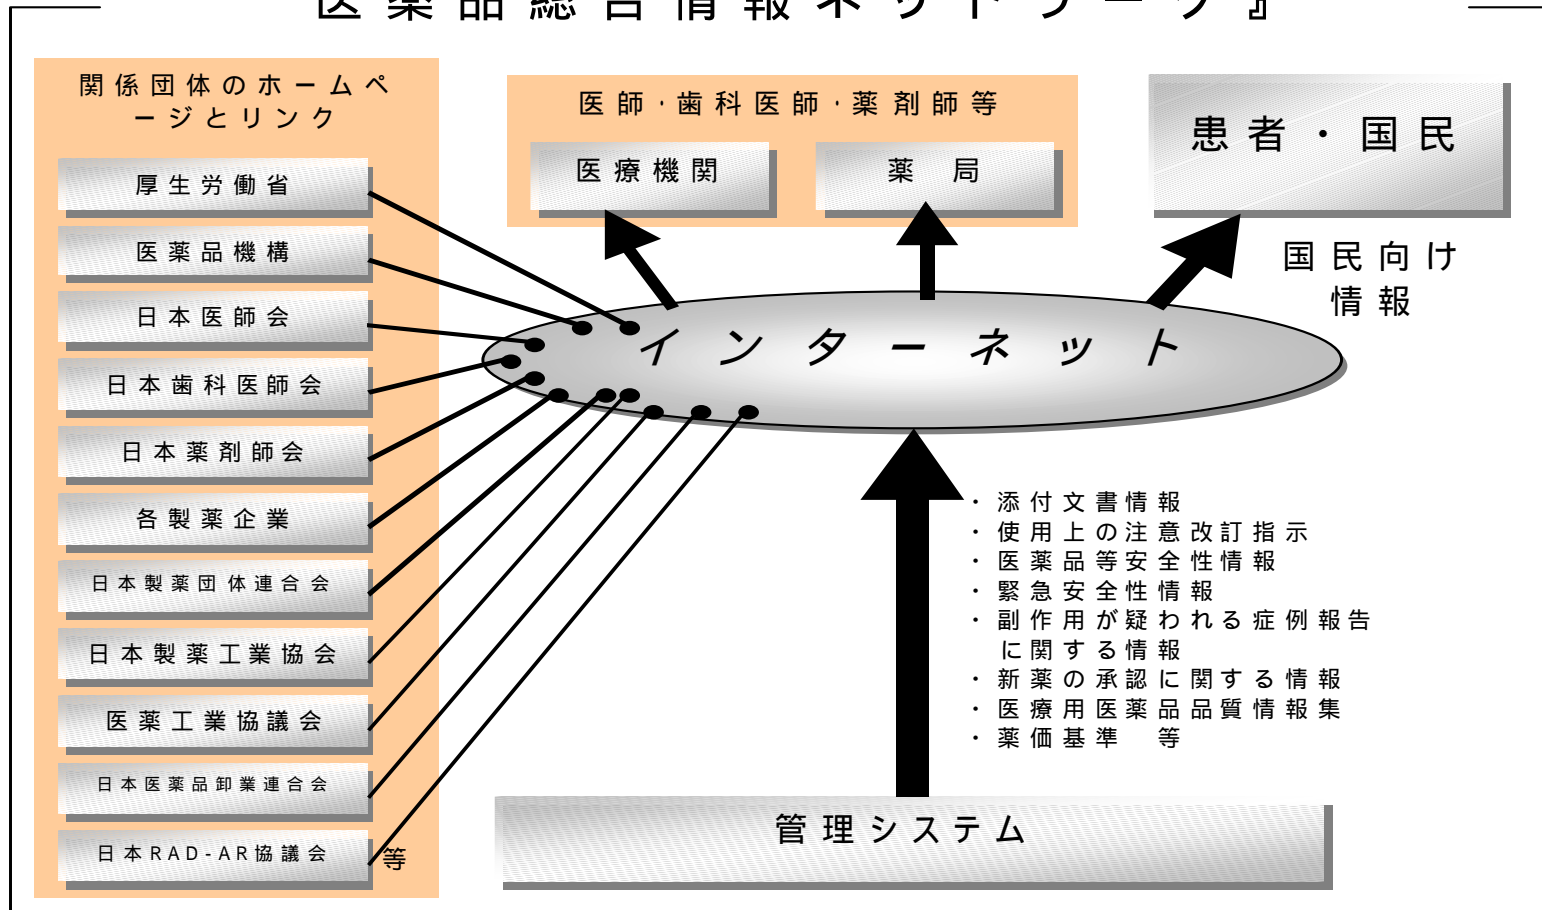 医薬品総合情報ネットワーク』
関係団体のホームペ
ージとリンク
厚生労働省
医薬品機構
日本医師会
日本歯科医師会
日本薬剤師会
各製薬企業
日本製薬団体連合会
日本製薬工業協会
医薬工業協議会
日本医薬品卸業連合会
日本RAD-AR協議会
等
医師・歯科医師・薬剤師等
医療機関
薬局
患者・国民
国民向け
情報
インターネット
・添付文書情報
・使用上の注意改訂指示
・医薬品等安全性情報
・緊急安全性情報
・副作用が疑われる症例報告
に関する情報
・新薬の承認に関する情報
・医療用医薬品品質情報集
・薬価基準　等
管理システム